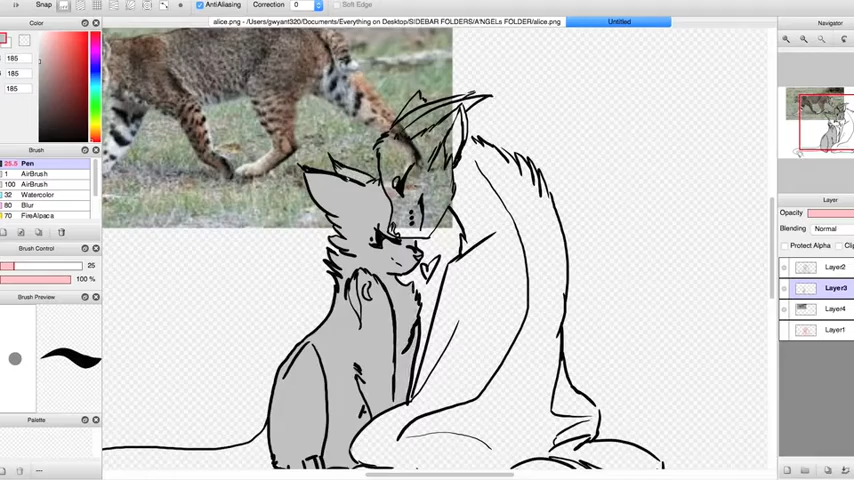 Snap AntiAliasing Correction 0 Soft Edge
alice.png - /Users/gwyant320/Documents/Everything on Desktop/SIDEBAR FOLDERS/A'NGELs FOLDER/alice.png Untitled
Color
185
185
185
Brush
25.5 Pen
1 AirBrush
100 AirBrush
32 Watercolor
80 Blur
70 FireAlpaca
Brush Control
25
100 %
Brush Preview
Palette
Navigator
Layer
Opacity
Blending Normal
Protect Alpha
Layer2
Layer3
Layer4
Layer1